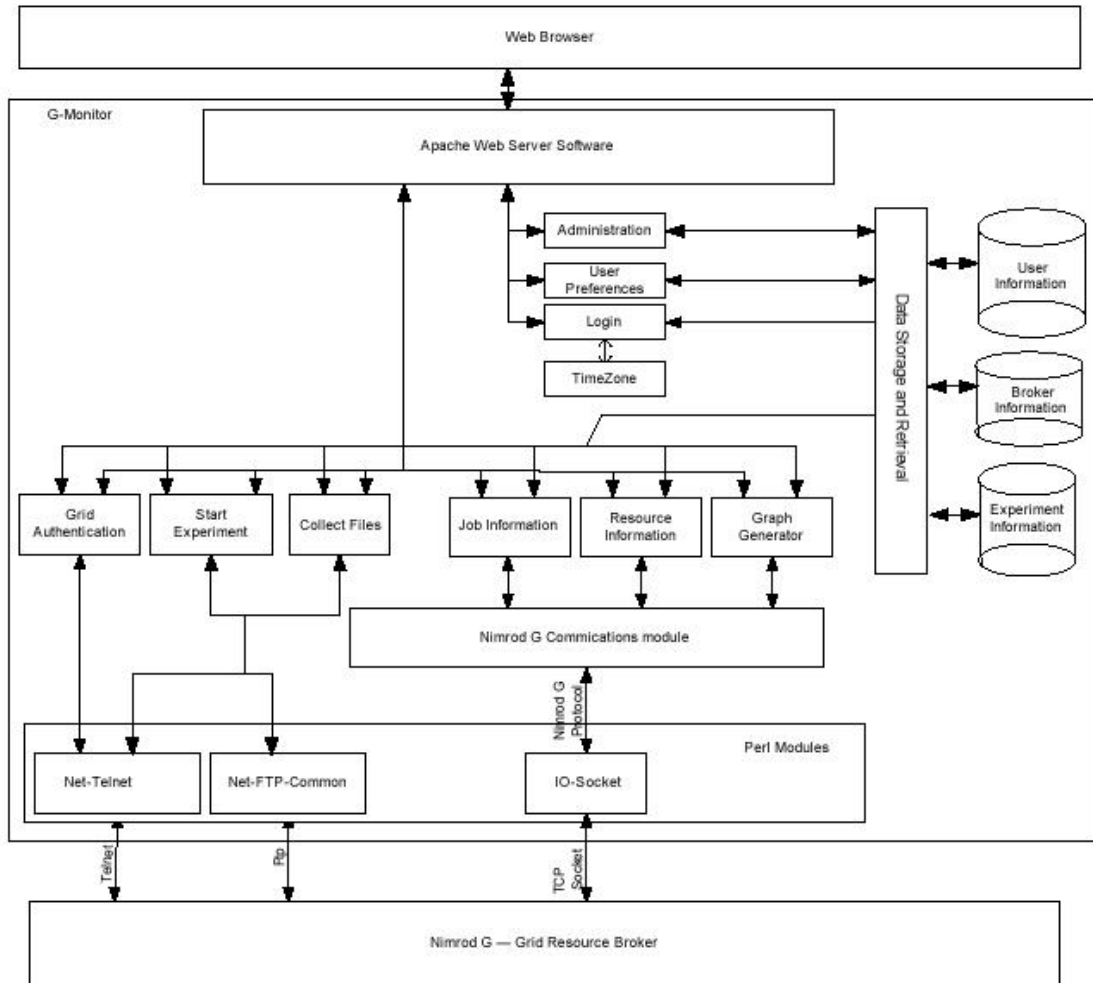 Web Browser
G-Monitor
Apache Web Server Software
Administration
User
Preferences
Login
TimeZone
Data Storage and Retrieval
User
Information
Broker
Information
Experiment
Information
Grid
Authentication
Start
Experiment
Collect Files
Job Information
Resource
Information
Graph
Generator
Nimrod G Commications module
Nimrod G
Protocol
Perl Modules
Net-Telnet
Net-FTP-Common
IO-Socket
Telnet
Ftp
TCP
Socket
Nimrod G — Grid Resource Broker